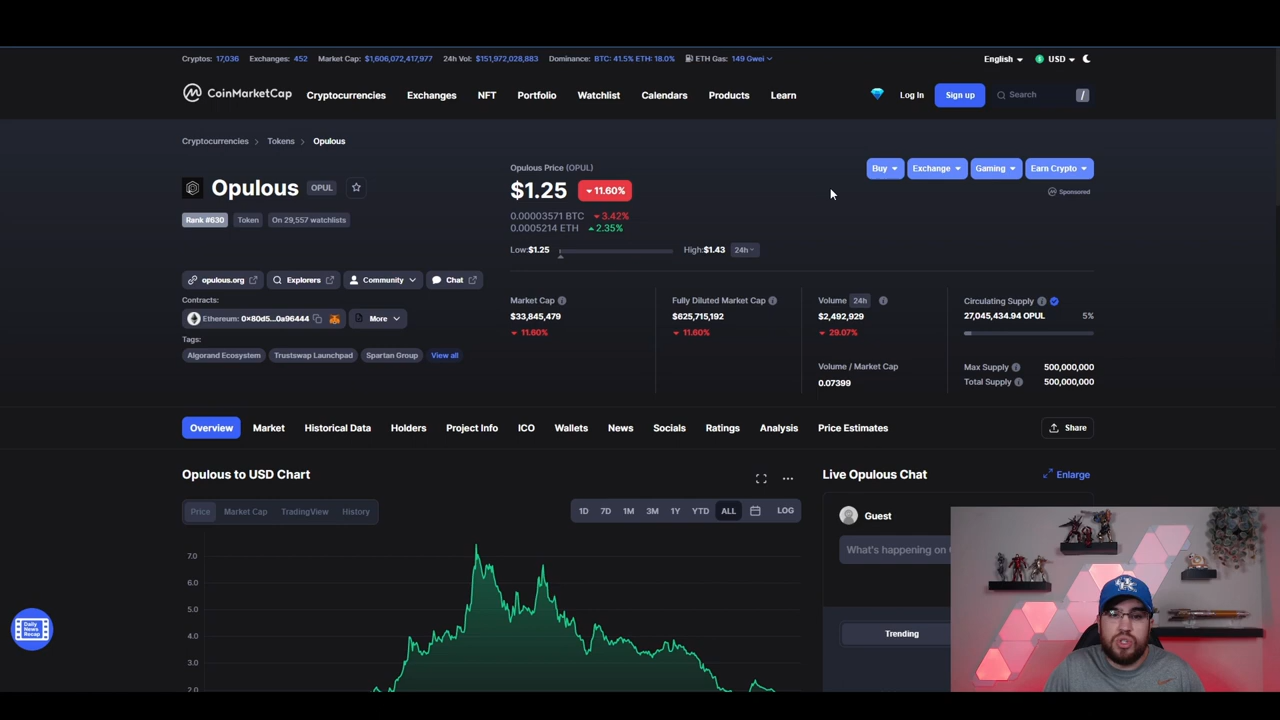 Cryptos: 17,036 Exchanges: 452 Market Cap: $1,606,072,417,977 24h Vol: $151,972,028,883 Dominance: BTC: 41.5% ETH: 18.0% ETH Gas: 149 Gwei English USD
CoinMarketCap Cryptocurrencies Exchanges NFT Portfolio Watchlist Calendars Products Learn Log In Sign up Search /
Cryptocurrencies Tokens Opulous
Opulous OPUL
Rank #630 Token On 29,557 watchlists
opulous.org Explorers Community Chat
Contracts:
Ethereum: 0x80d5...0a96444 More
Tags:
Algorand Ecosystem Trustswap Launchpad Spartan Group View all
Opulous Price (OPUL)
$1.25 11.60%
0.00003571 BTC 3.42%
0.0005214 ETH 2.35%
Low: $1.25 High: $1.43 24h
Buy Exchange Gaming Earn Crypto
Sponsored
Market Cap
$33,845,479
11.60%
Fully Diluted Market Cap
$625,715,192
11.60%
Volume 24h
$2,492,929
29.07%
Volume / Market Cap
0.07399
Circulating Supply
27,045,434.94 OPUL 5%
Max Supply 500,000,000
Total Supply 500,000,000
Overview Market Historical Data Holders Project Info ICO Wallets News Socials Ratings Analysis Price Estimates Share
Opulous to USD Chart
Price Market Cap TradingView History
1D 7D 1M 3M 1Y YTD ALL LOG
7.0
6.0
5.0
4.0
3.0
2.0
Live Opulous Chat Enlarge
Guest
What's happening on
Trending
Daily
News
Recap